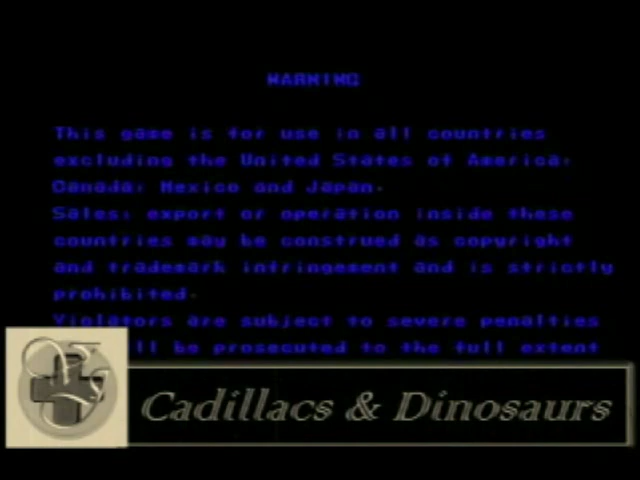 WARNING
This game is for use in all countries
excluding the United States of America,
Canada, Mexico and Japan.
Sales, export or operation inside these
countries may be construed as copyright
and trademark infringement and is strictly
prohibited.
Violators are subject to severe penalties
ll be prosecuted to the full extent
Cadillacs & Dinosaurs